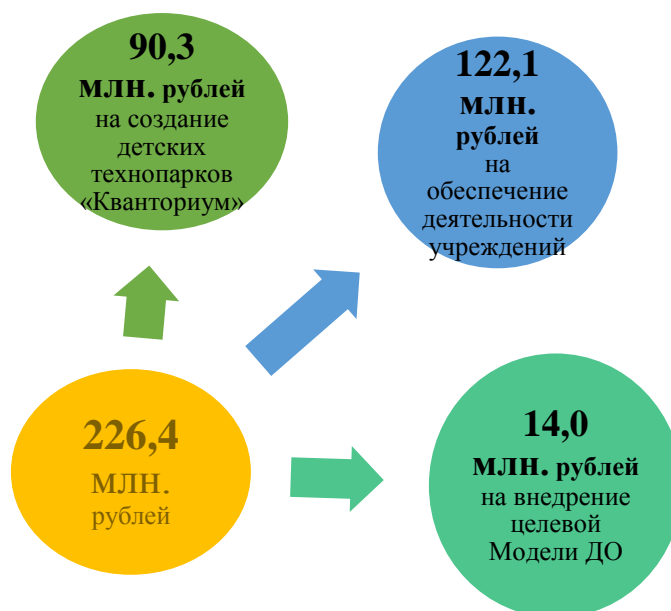 90,3
млн. рублей
на создание
детских
технопарков
«Кванториум»
122,1
млн.
рублей
на
обеспечение
деятельности
учреждений
226,4
млн.
рублей
14,0
млн. рублей
на внедрение
целевой
Модели ДО